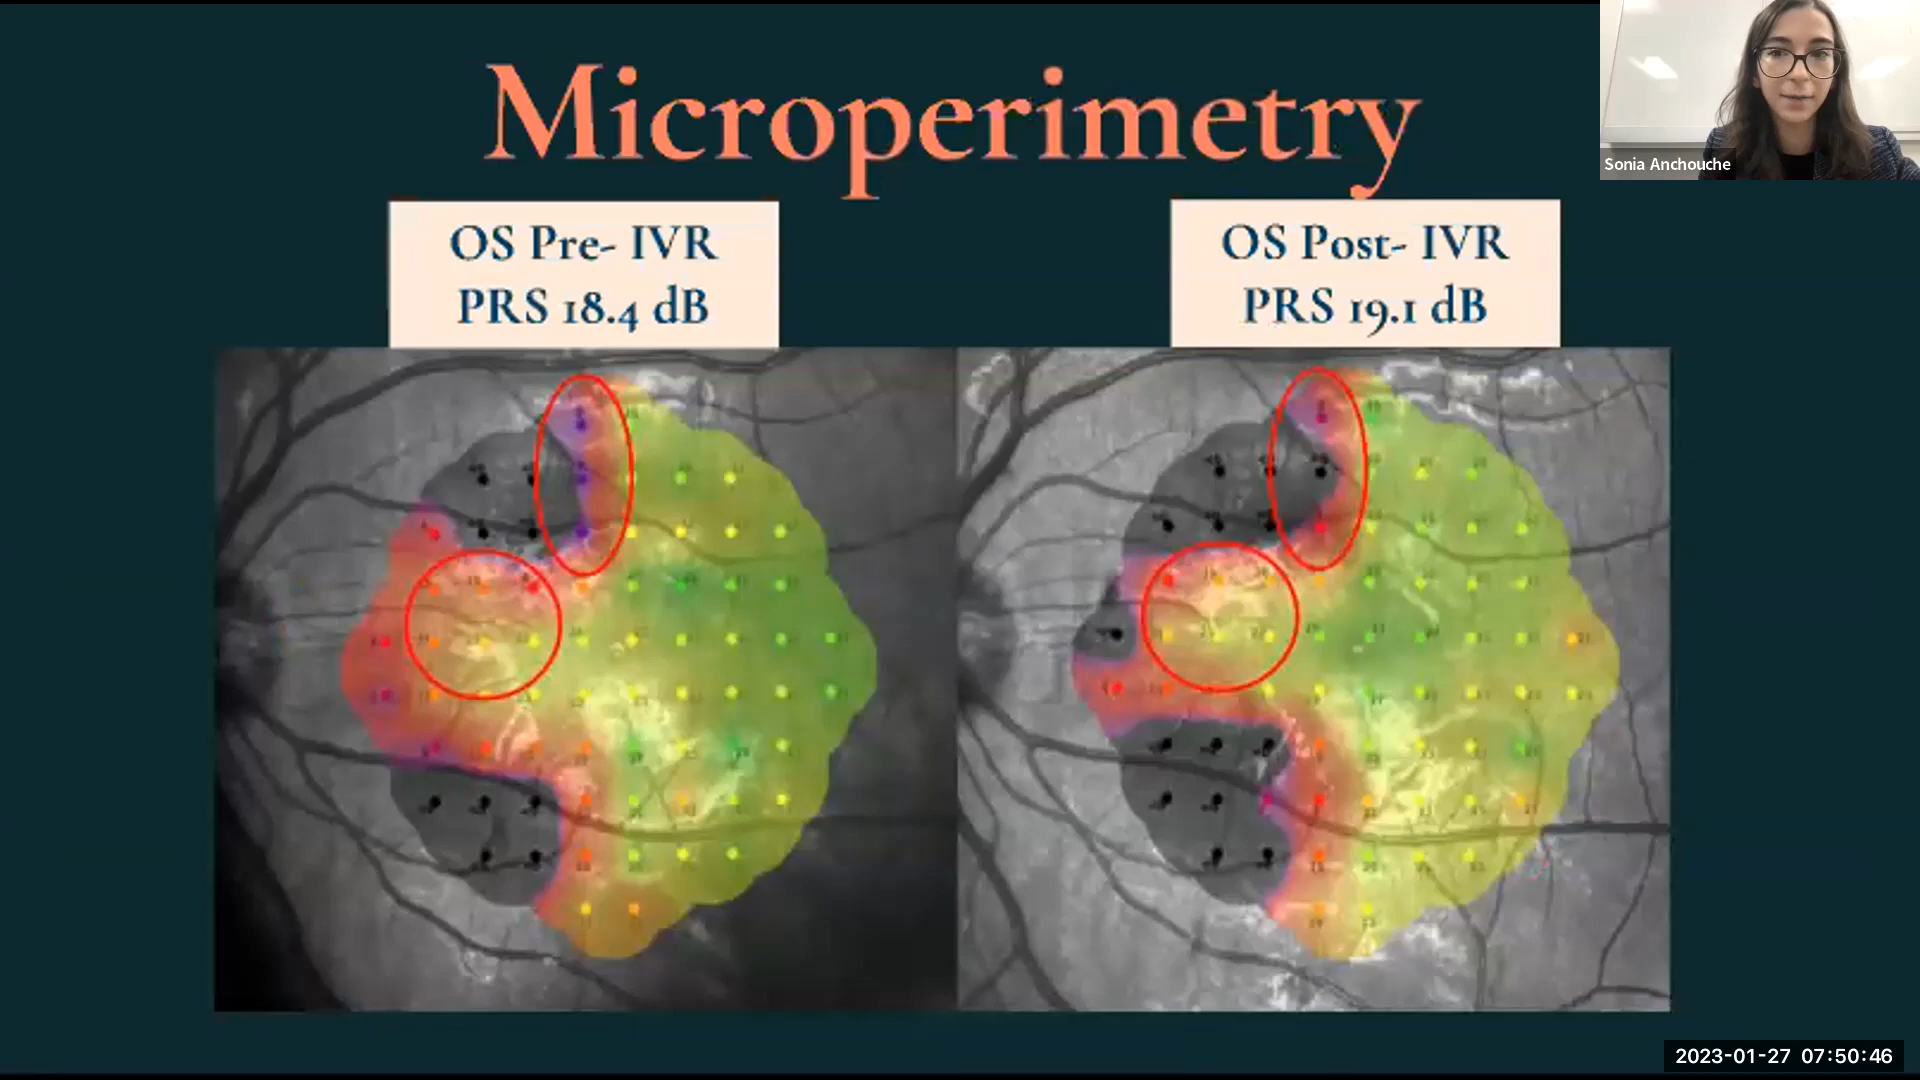 Microperimetry
Sonia Anchouche
OS Pre- IVR
PRS 18.4 dB
OS Post- IVR
PRS 19.1 dB
2023-01-27 07:50:46